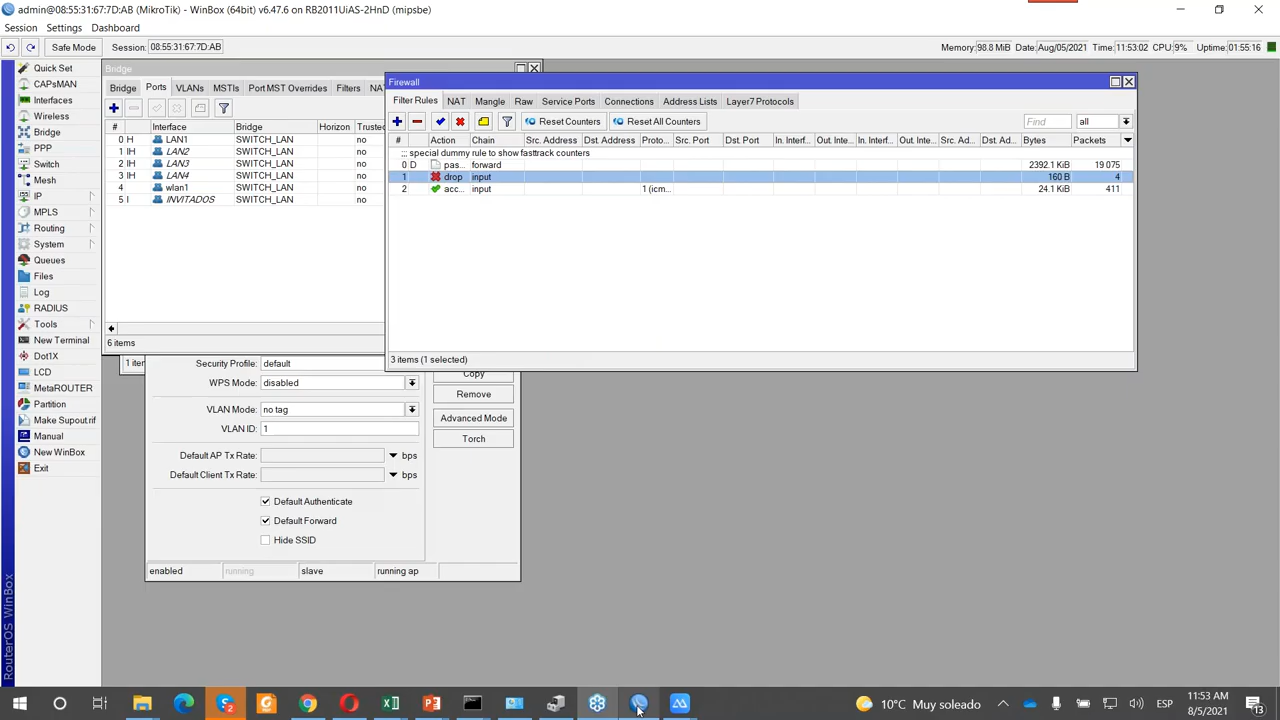 admin@08:55:31:67:7D:AB (MikroTik) - WinBox (64bit) v6.47.6 on RB2011UiAS-2HnD (mipsbe)
Session Settings Dashboard
Safe Mode Session: 08:55:31:67:7D:AB Memory: 98.8 MiB Date: Aug/05/2021 Time: 11:53:02 CPU: 9% Uptime: 01:55:16
Quick Set
CAPsMAN
Interfaces
Wireless
Bridge
PPP
Switch
Mesh
IP
MPLS
Routing
System
Queues
Files
Log
RADIUS
Tools
New Terminal
Dot1X
LCD
MetaROUTER
Partition
Make Supout.rif
Manual
New WinBox
Exit
RouterOS WinBox
Bridge
Bridge Ports VLANs MSTIs Port MST Overrides Filters NA
# Interface Bridge Horizon Trusted
0 H LAN1 SWITCH_LAN no
1 IH LAN2 SWITCH_LAN no
2 IH LAN3 SWITCH_LAN no
3 IH LAN4 SWITCH_LAN no
4 wlan1 SWITCH_LAN no
5 I INVITADOS SWITCH_LAN no
6 items
Firewall
Filter Rules NAT Mangle Raw Service Ports Connections Address Lists Layer7 Protocols
Reset Counters Reset All Counters Find all
# Action Chain Src. Address Dst. Address Proto... Src. Port Dst. Port In. Interf... Out. Inte... In. Interf... Out. Inte... Src. Ad... Dst. Ad... Bytes Packets
;;; special dummy rule to show fasttrack counters
0 D pas... forward 2392.1 KiB 19 075
1 drop input 160 B 4
2 acc... input 1 (icm... 24.1 KiB 411
3 items (1 selected)
1 iter
Security Profile: default
WPS Mode: disabled
VLAN Mode: no tag
VLAN ID: 1
Default AP Tx Rate: bps
Default Client Tx Rate: bps
Default Authenticate
Default Forward
Hide SSID
Copy
Remove
Advanced Mode
Torch
enabled running slave running ap
10°C Muy soleado ESP 11:53 AM
8/5/2021
13